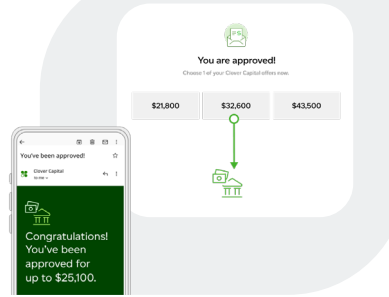 You are approved!
Choose 1 of your Clover Capital offers now.
$21,800
$32,600
$43,500
You've been approved!
Clover Capital
Congratulations!
You've been
approved for
up to $25,100.